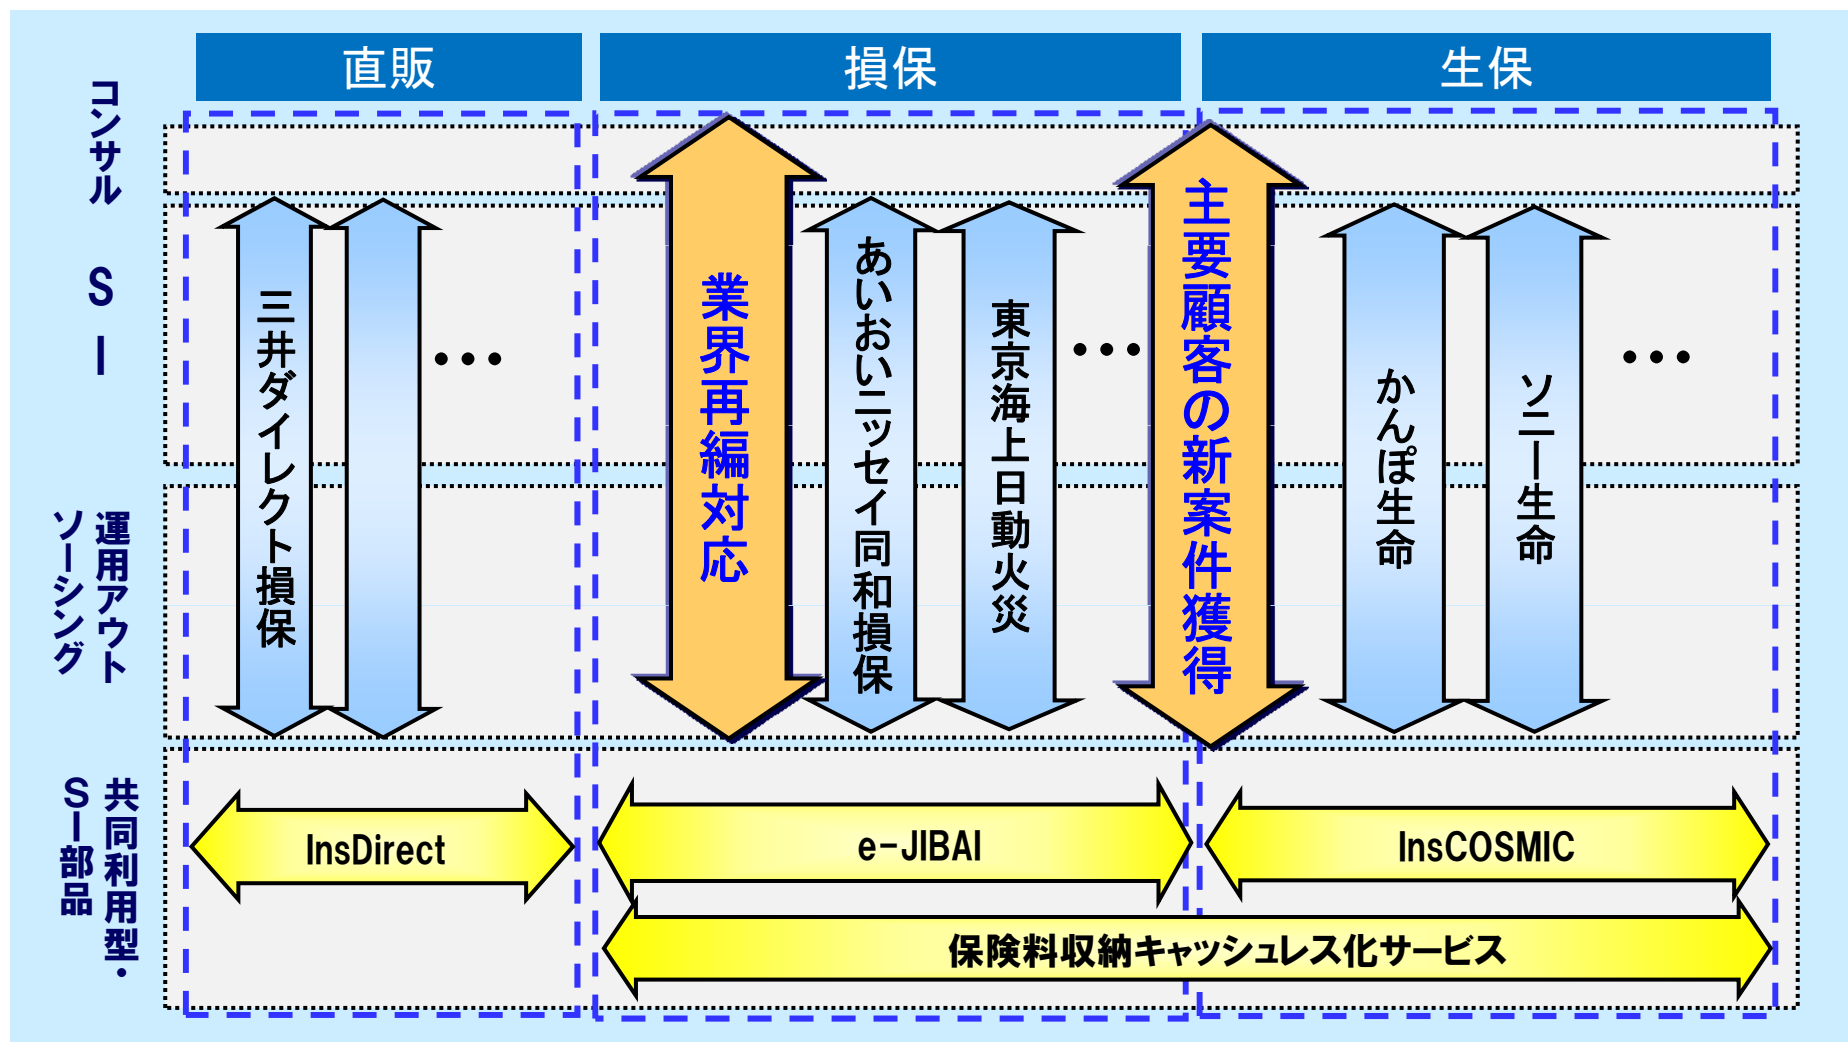 直販
損保
生保
コンサル
SI
運用アウト
ソーシング
共同利用型・
SI部品
三井ダイレクト損保
・・・
業界再編対応
あいおいニッセイ同和損保
東京海上日動火災
・・・
主要顧客の新案件獲得
かんぽ生命
ソニー生命
・・・
InsDirect
e-JIBAI
InsCOSMIC
保険料収納キャッシュレス化サービス